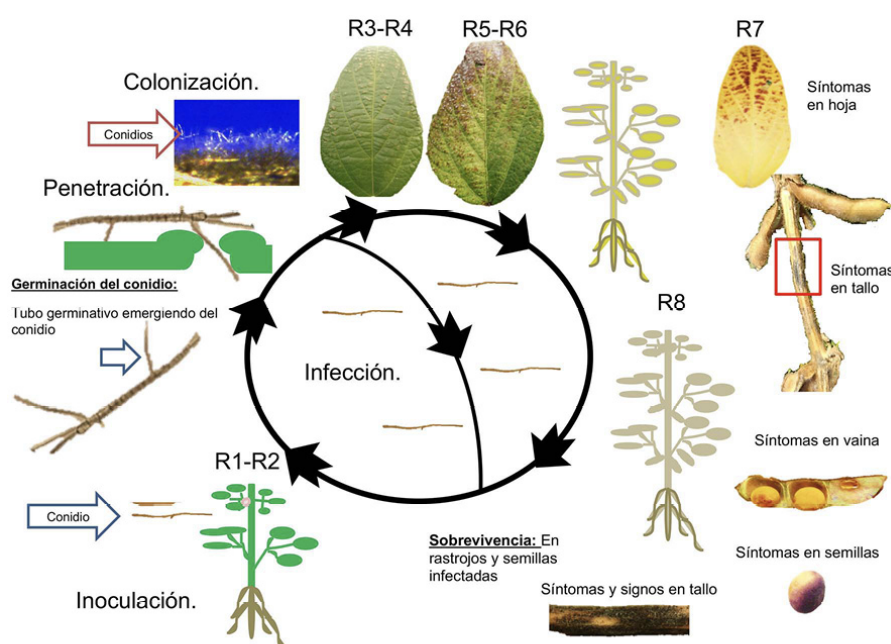 R3-R4
R5-R6
R7
Colonización.
Conidios
Síntomas
en hoja
Penetración.
Germinación del conidio:
Tubo germinativo emergiendo del
conidio
Síntomas
en tallo
R8
Infección.
R1-R2
Conidio
Síntomas en vaina
Sobrevivencia: En
rastrojos y semillas
infectadas
Síntomas en semillas
Síntomas y signos en tallo
Inoculación.